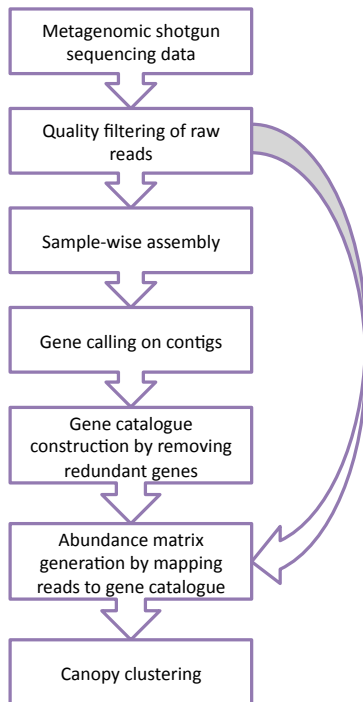 Metagenomic shotgun
sequencing data
Quality filtering of raw
reads
Sample-wise assembly
Gene calling on contigs
Gene catalogue
construction by removing
redundant genes
Abundance matrix
generation by mapping
reads to gene catalogue
Canopy clustering